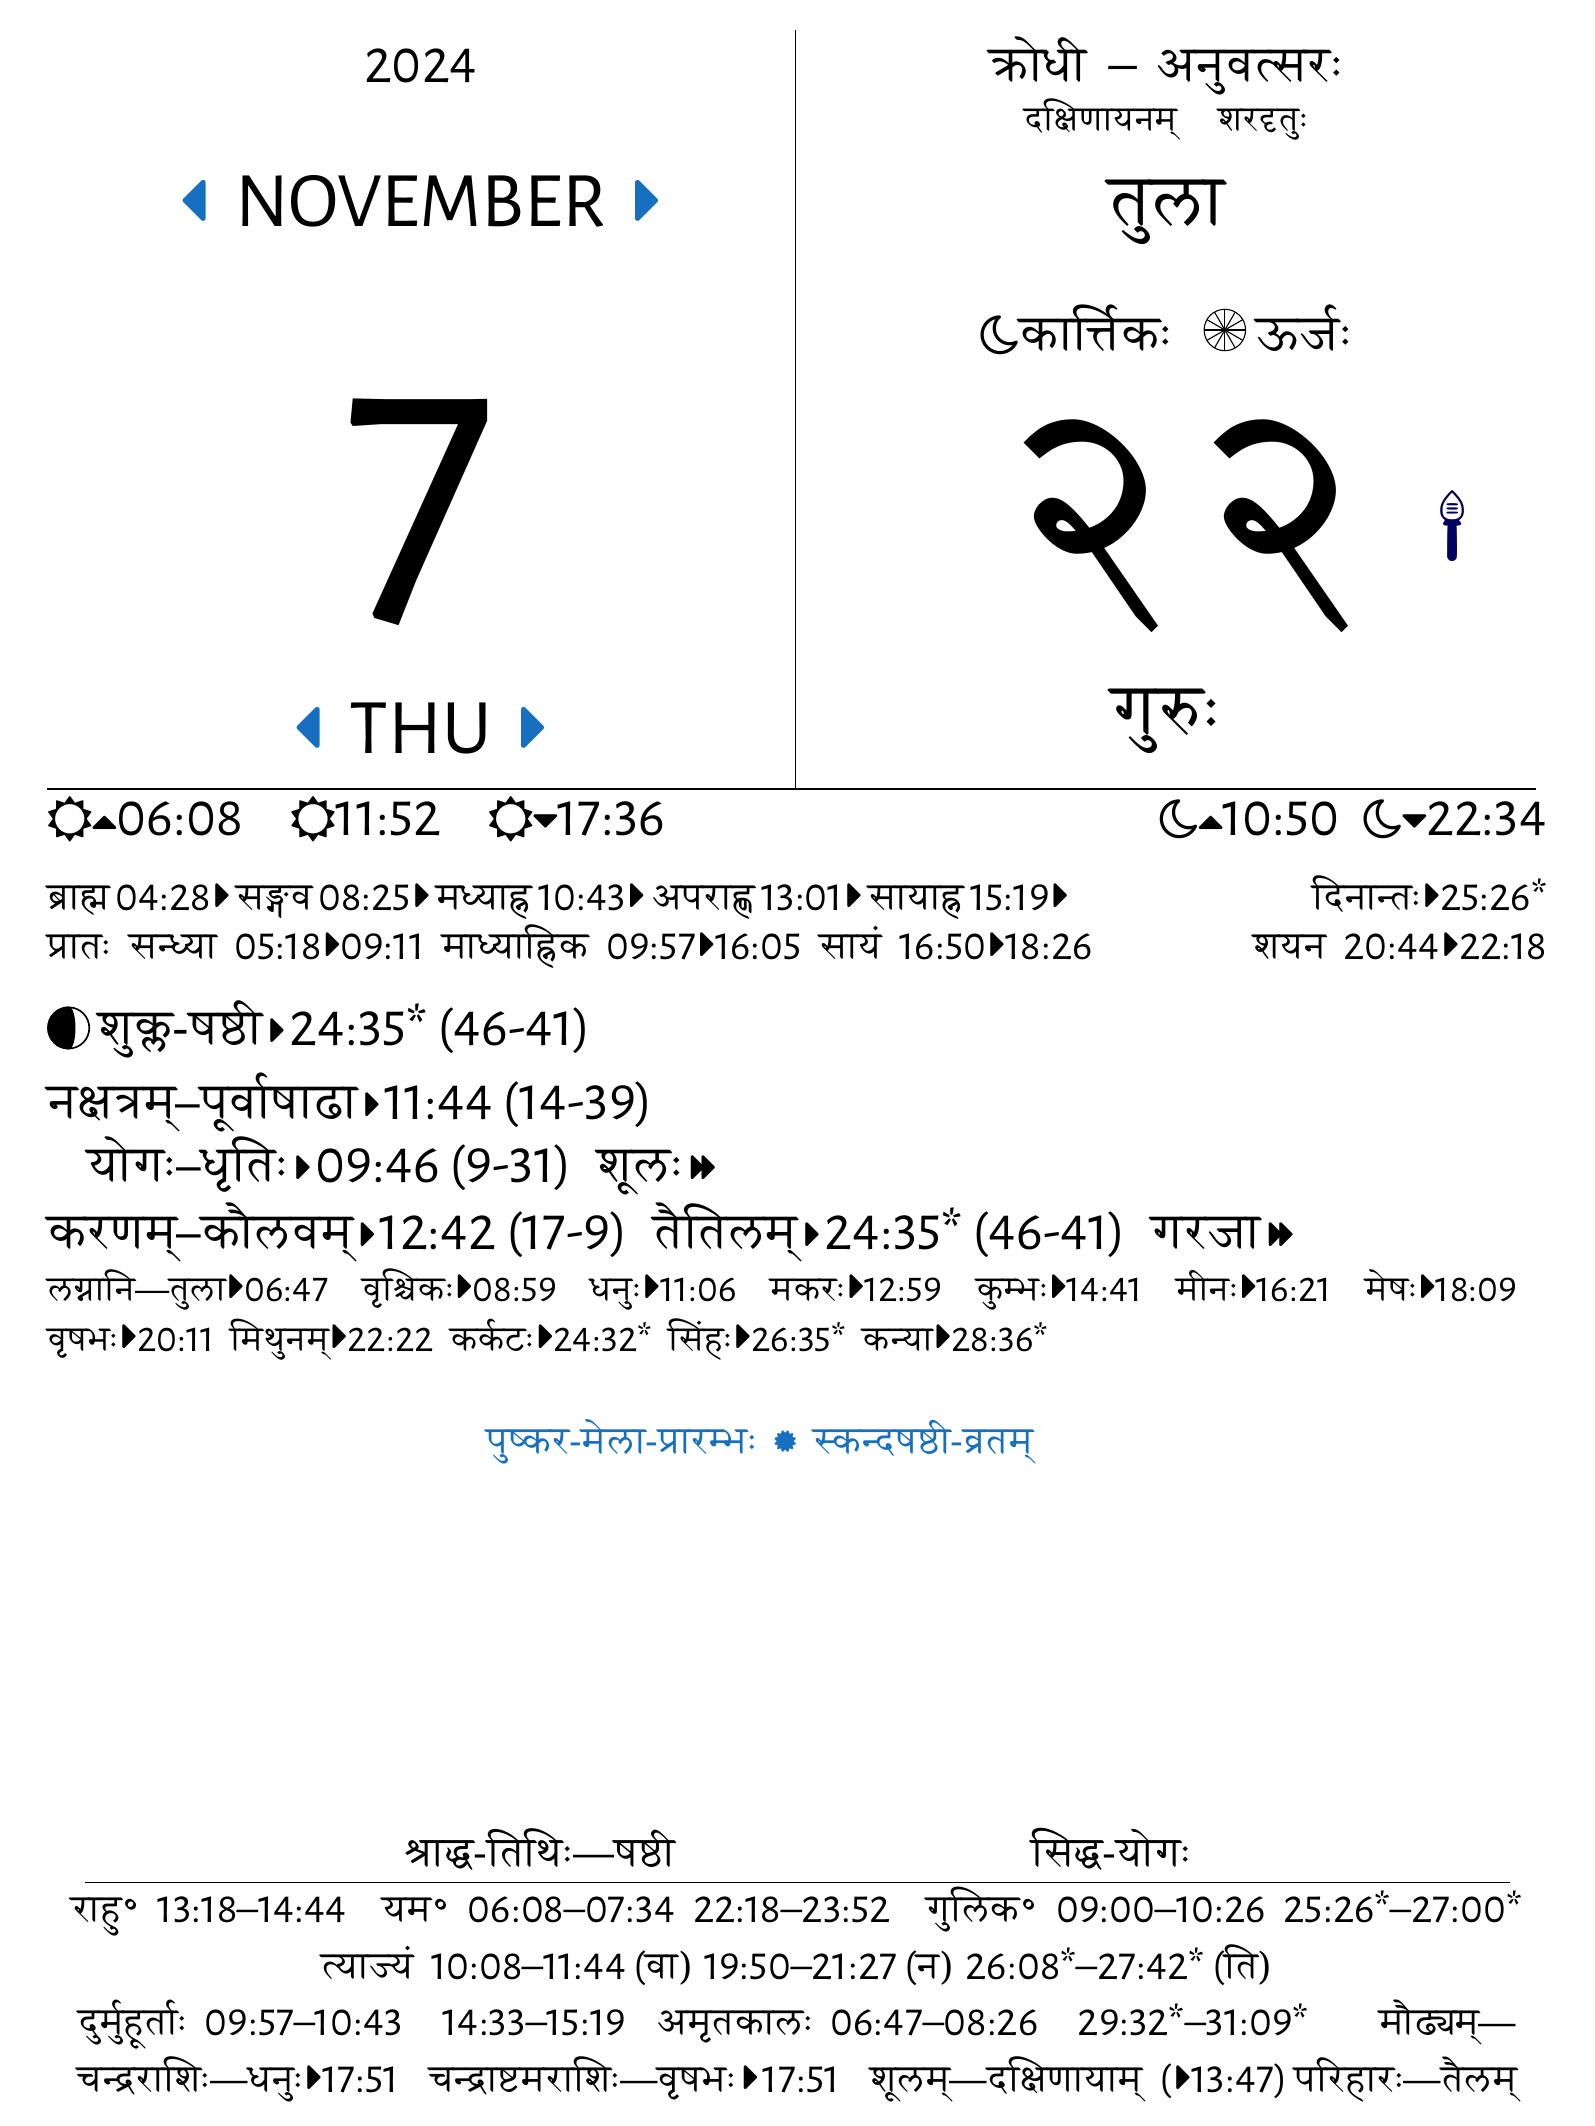 2024
NOVEMBER
7
THU
क्रोधी – अनुवत्सरः
दक्षिणायनम् शरदृतुः
तुला
कार्त्तिकः ऊर्जः
२२
गुरुः
06:08 11:52 17:36 10:50 22:34
ब्राह्म 04:28 सङ्गव 08:25 मध्याह्न 10:43 अपराह्ण 13:01 सायाह्न 15:19 दिनान्तः 25:26*
प्रातः सन्ध्या 05:18 09:11 माध्याह्निक 09:57 16:05 सायं 16:50 18:26 शयन 20:44 22:18
शुक्ल-षष्ठी 24:35* (46-41)
नक्षत्रम्–पूर्वाषाढा 11:44 (14-39)
योगः–धृतिः 09:46 (9-31) शूलः
करणम्–कौलवम् 12:42 (17-9) तैतिलम् 24:35* (46-41) गरजा
लग्नानि—तुला 06:47 वृश्चिकः 08:59 धनुः 11:06 मकरः 12:59 कुम्भः 14:41 मीनः 16:21 मेषः 18:09
वृषभः 20:11 मिथुनम् 22:22 कर्कटः 24:32* सिंहः 26:35* कन्या 28:36*
पुष्कर-मेला-प्रारम्भः स्कन्दषष्ठी-व्रतम्
श्राद्ध-तिथिः—षष्ठी सिद्ध-योगः
राहु॰ 13:18–14:44 यम॰ 06:08–07:34 22:18–23:52 गुलिक॰ 09:00–10:26 25:26*–27:00*
त्याज्यं 10:08–11:44 (वा) 19:50–21:27 (न) 26:08*–27:42* (ति)
दुर्मुहूर्ताः 09:57–10:43 14:33–15:19 अमृतकालः 06:47–08:26 29:32*–31:09* मौढ्यम्—
चन्द्रराशिः—धनुः 17:51 चन्द्राष्टमराशिः—वृषभः 17:51 शूलम्—दक्षिणायाम् (13:47) परिहारः—तैलम्